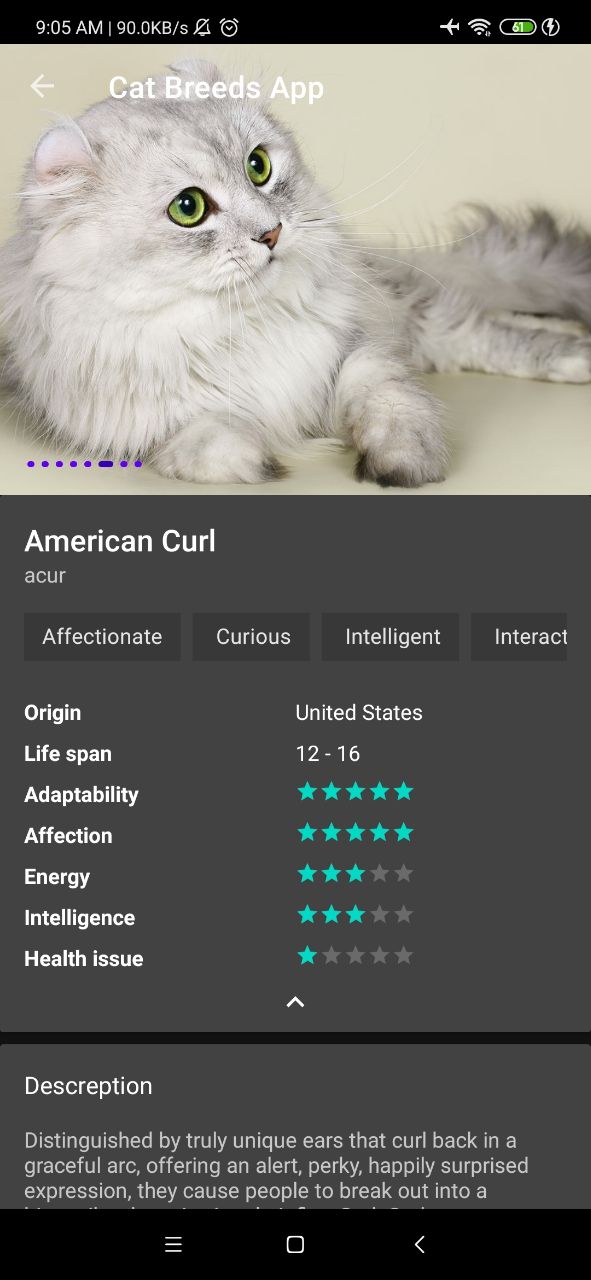 9:05 AM | 90.0KB/s
61
Cat Breeds App
American Curl
acur
Affectionate Curious Intelligent Interact
Origin United States
Life span 12 - 16
Adaptability
Affection
Energy
Intelligence
Health issue
Descreption
Distinguished by truly unique ears that curl back in a
graceful arc, offering an alert, perky, happily surprised
expression, they cause people to break out into a